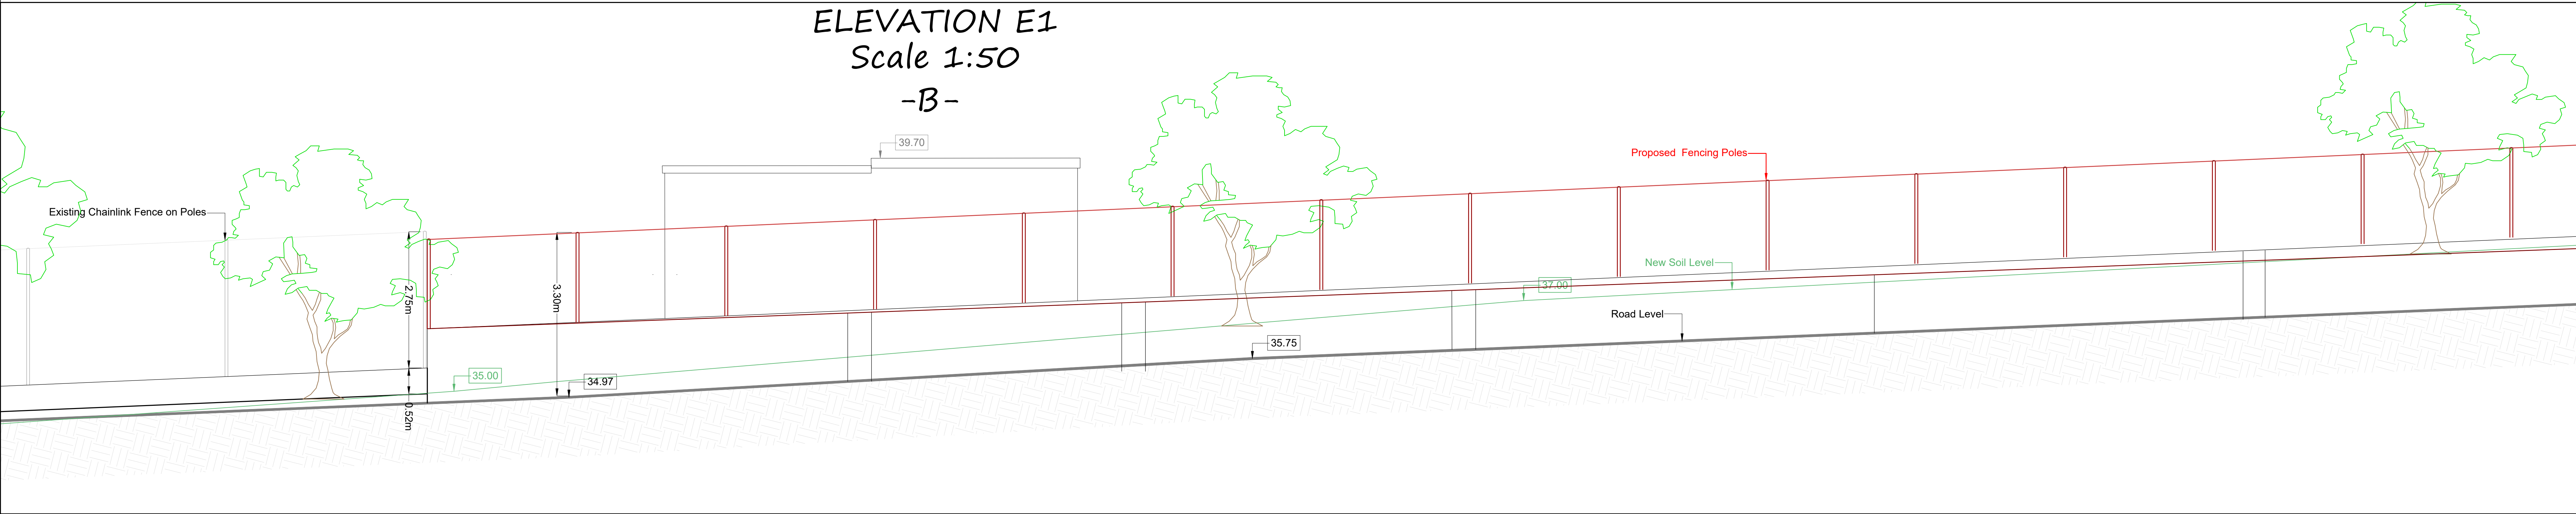 ELEVATION E1
Scale 1:50
-B-
39.70
Proposed  Fencing Poles
Existing Chainlink Fence on Poles
New Soil Level
2.75m
3.30m
37.00
Road Level
35.75
35.00
34.97
0.52m